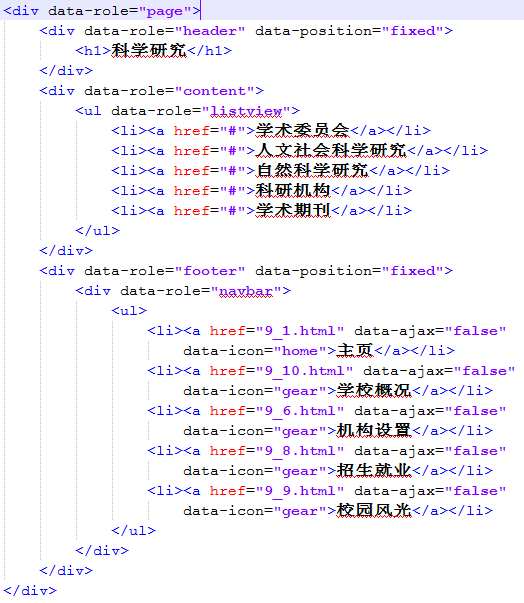 <div data-role="page">
<div data-role="header" data-position="fixed">
<h1>科学研究</h1>
</div>
<div data-role="content">
<ul data-role="listview">
<li><a href="#">学术委员会</a></li>
<li><a href="#">人文社会科学研究</a></li>
<li><a href="#">自然科学研究</a></li>
<li><a href="#">科研机构</a></li>
<li><a href="#">学术期刊</a></li>
</ul>
</div>
<div data-role="footer" data-position="fixed">
<div data-role="navbar">
<ul>
<li><a href="9_1.html" data-ajax="false"
data-icon="home">主页</a></li>
<li><a href="9_10.html" data-ajax="false"
data-icon="gear">学校概况</a></li>
<li><a href="9_6.html" data-ajax="false"
data-icon="gear">机构设置</a></li>
<li><a href="9_8.html" data-ajax="false"
data-icon="gear">招生就业</a></li>
<li><a href="9_9.html" data-ajax="false"
data-icon="gear">校园风光</a></li>
</ul>
</div>
</div>
</div>